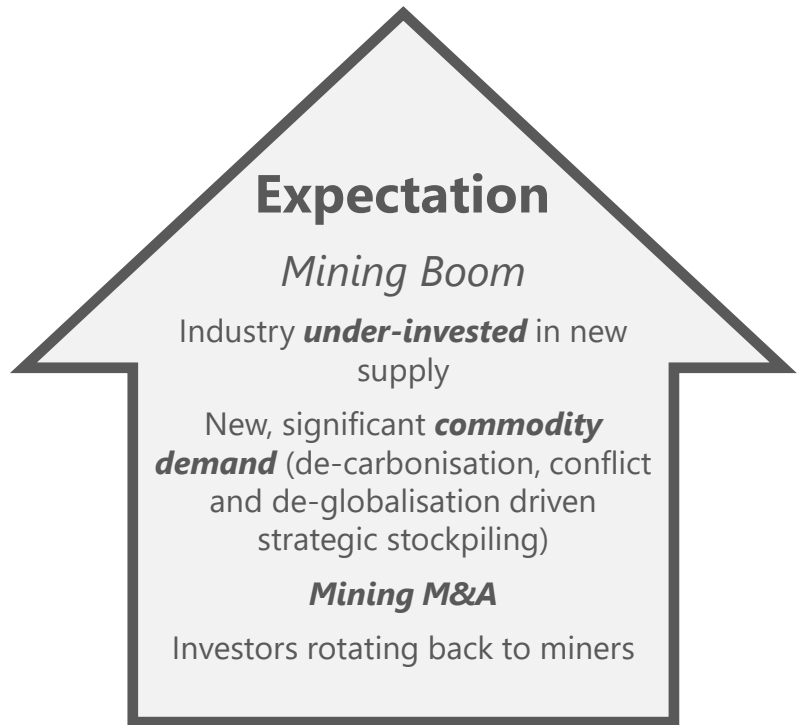 Expectation
Mining Boom
Industry under-invested in new
supply
New, significant commodity
demand (de-carbonisation, conflict
and de-globalisation driven
strategic stockpiling)
Mining M&A
Investors rotating back to miners